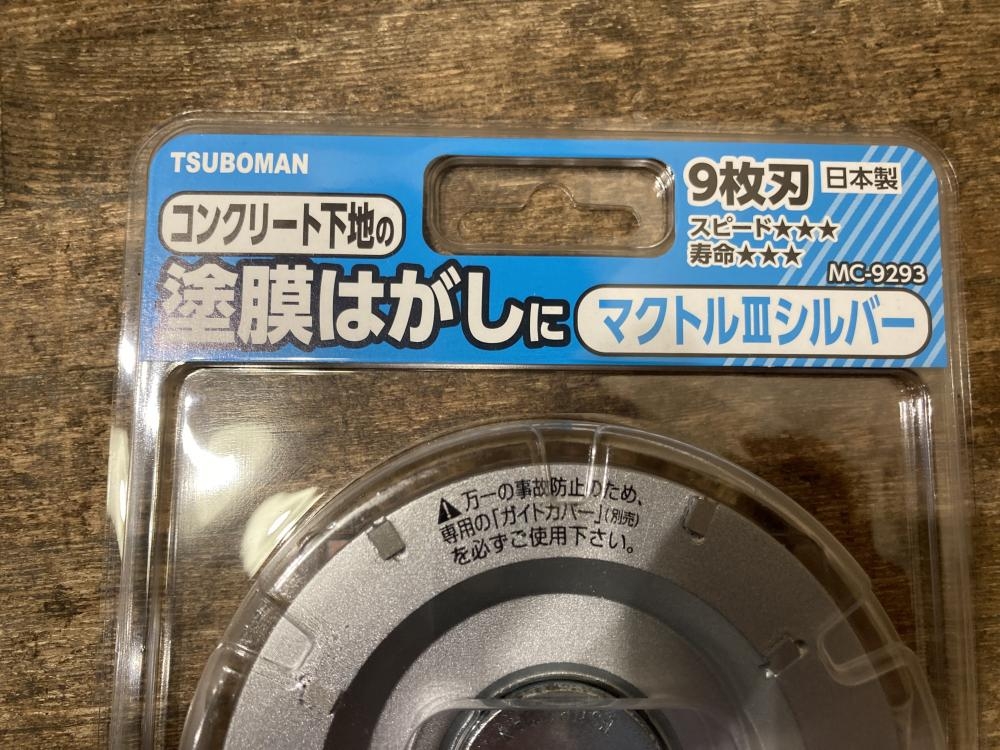 TSUBOMAN
コンクリート下地の
塗膜はがしに
9枚刃 日本製
スピード★★★
寿命★★★
MC-9293
マクトルⅢシルバー
⚠万一の事故防止のため、
専用の「ガイドカバー」(別売)
を必ずご使用下さい。